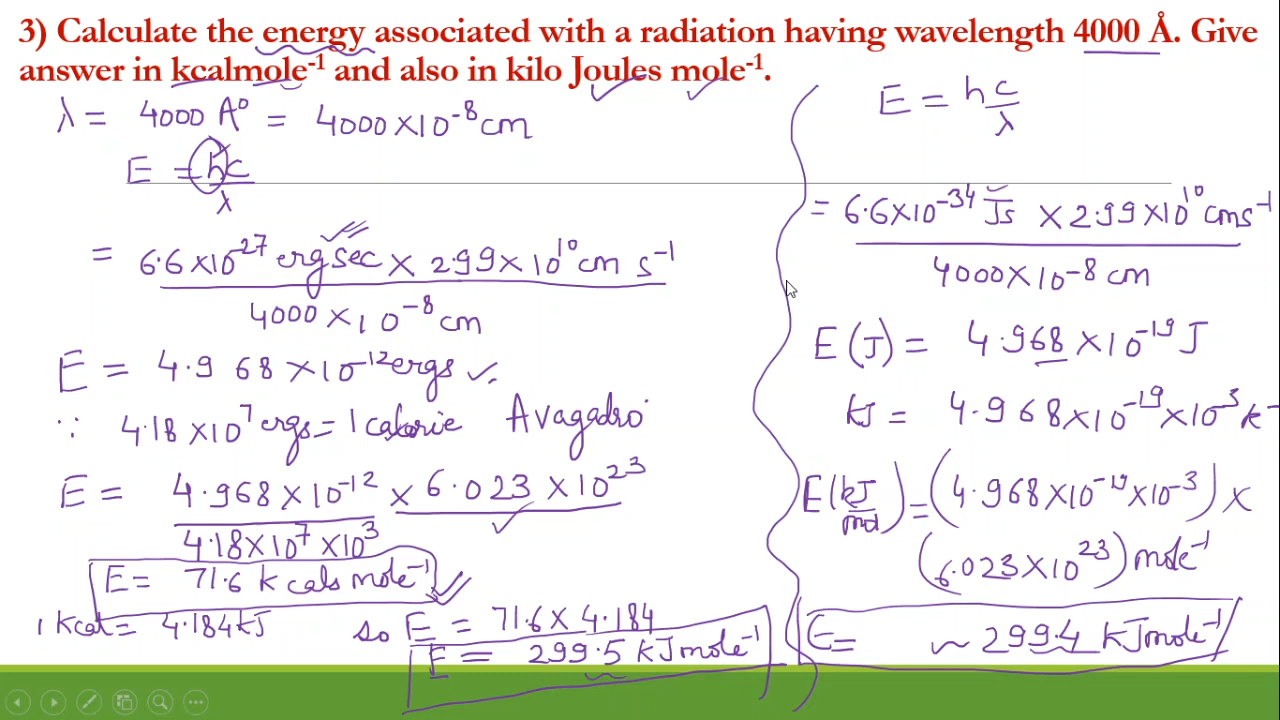 3) Calculate the energy associated with a radiation having wavelength 4000 Å. Give
answer in kcalmole⁻¹ and also in kilo Joules mole⁻¹.
λ = 4000 A⁰ = 4000×10⁻⁸ cm
E = hc/λ
= 6.6×10⁻²⁷ erg sec × 2.99×10¹⁰ cm s⁻¹
4000×10⁻⁸ cm
E = 4.968×10⁻¹² ergs
∵ 4.18×10⁷ ergs = 1 calorie Avagadro
E = 4.968×10⁻¹² × 6.023×10²³
4.18×10⁷×10³
E = 71.6 k cals mole⁻¹
1 kcal = 4.184 kJ
so E = 71.6×4.184
E = 299.5 kJ mole⁻¹
E = hc/λ
= 6.6×10⁻³⁴ Js × 2.99×10¹⁰ cms⁻¹
4000×10⁻⁸ cm
E(J) = 4.968×10⁻¹⁹ J
kJ = 4.968×10⁻¹⁹×10⁻³ k
E(kJ/mol) = (4.968×10⁻¹⁹×10⁻³) ×
(6.023×10²³) mole⁻¹
E = ~ 299.4 kJ mole⁻¹